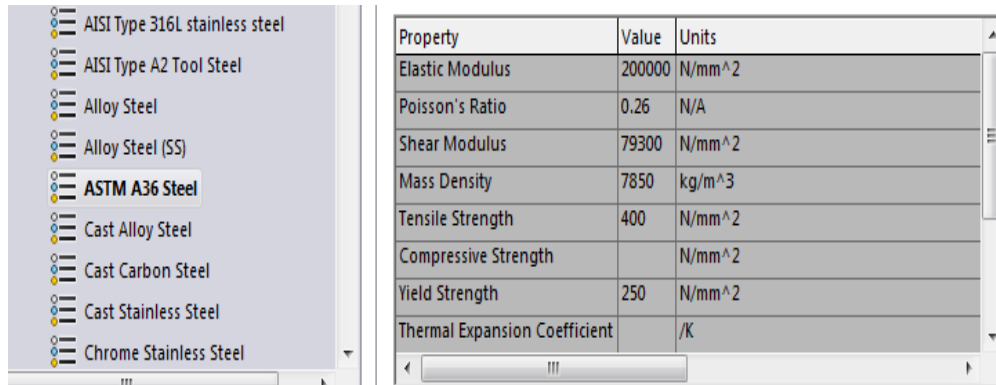 AISI Type 316L stainless steel
AISI Type A2 Tool Steel
Alloy Steel
Alloy Steel (SS)
ASTM A36 Steel
Cast Alloy Steel
Cast Carbon Steel
Cast Stainless Steel
Chrome Stainless Steel
Property Value Units
Elastic Modulus 200000 N/mm^2
Poisson's Ratio 0.26 N/A
Shear Modulus 79300 N/mm^2
Mass Density 7850 kg/m^3
Tensile Strength 400 N/mm^2
Compressive Strength N/mm^2
Yield Strength 250 N/mm^2
Thermal Expansion Coefficient /K